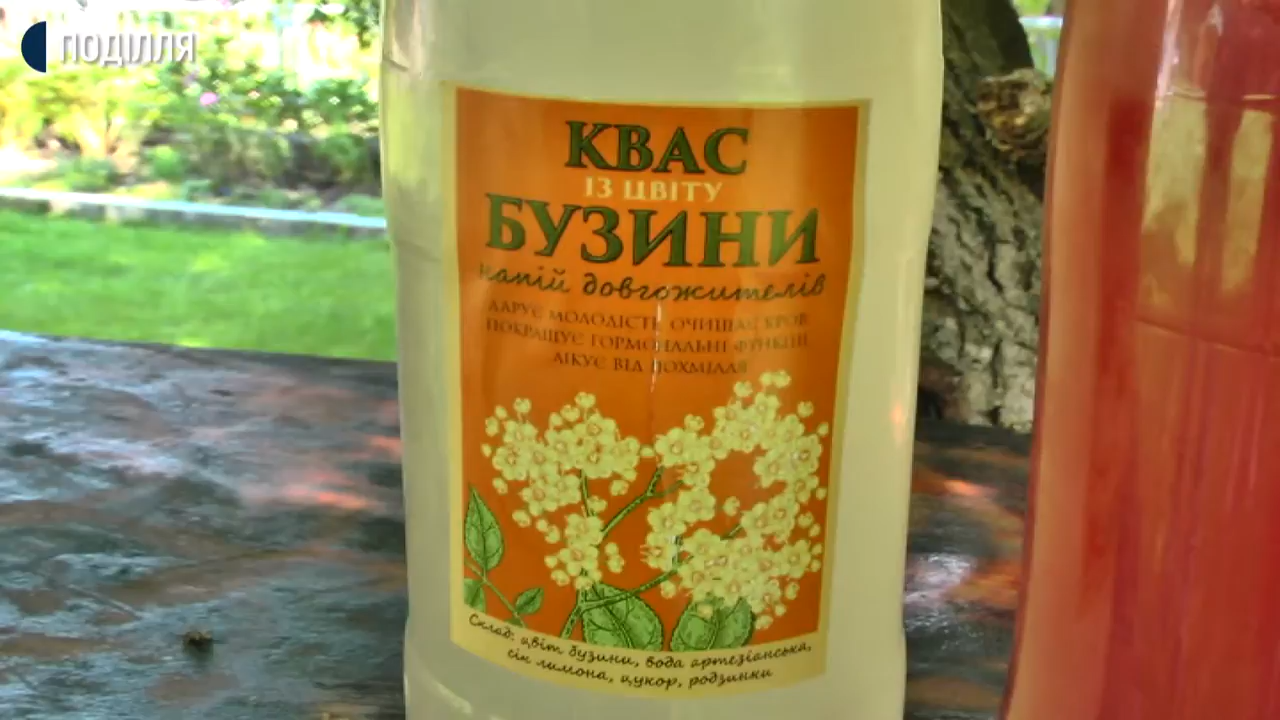 ПОДІЛЛЯ
КВАС
ІЗ ЦВІТУ
БУЗИНИ
напій довгожителів
ДАРУЄ МОЛОДІСТЬ, ОЧИЩАЄ КРОВ
ПОКРАЩУЄ ГОРМОНАЛЬНІ ФУНКЦІЇ
ЛІКУЄ ВІД ПОХМІЛЛЯ
Склад: цвіт бузини, вода артезіанська,
сік лимона, цукор, родзинки